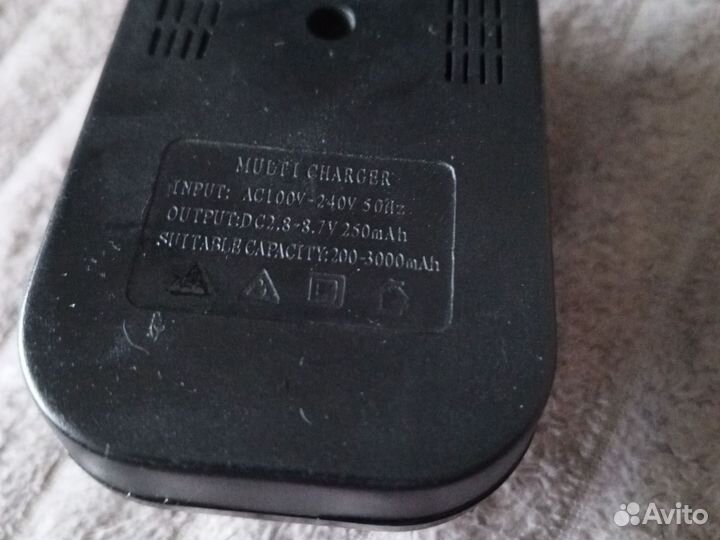 MULTI CHARGER
INPUT: AC100V-240V 50Hz
OUTPUT:DC2.8-8.7V 250mAh
SUITABLE CAPACITY:200-3000mAh
Avito